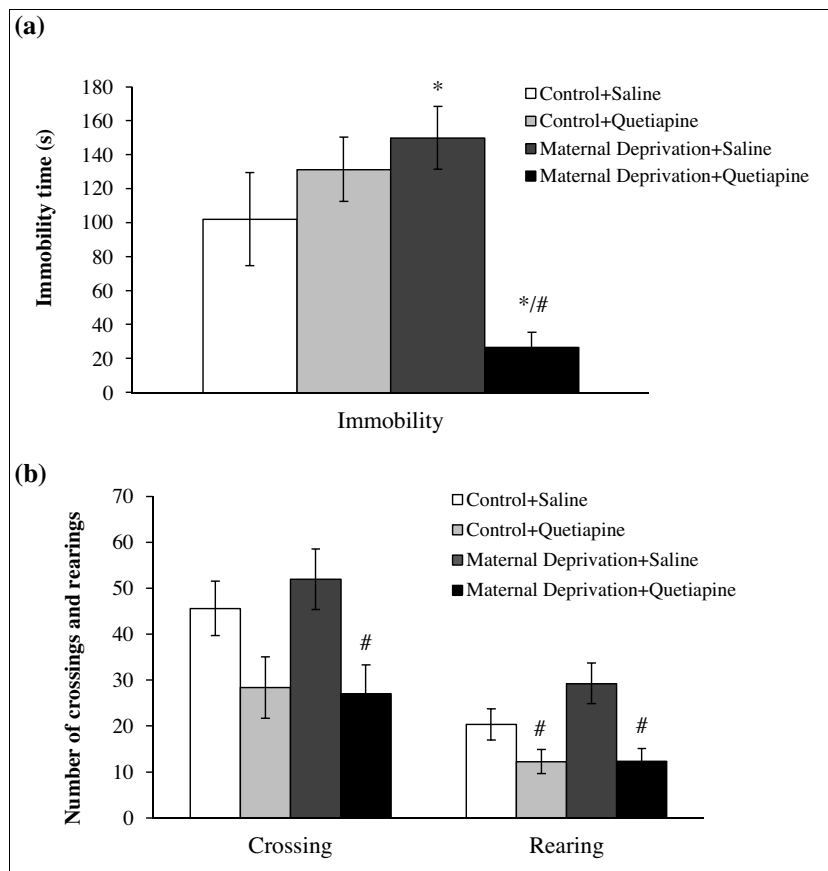 (a)
Immobility time (s)
180
160
140
120
100
80
60
40
20
0
*
*/#
Control+Saline
Control+Quetiapine
Maternal Deprivation+Saline
Maternal Deprivation+Quetiapine
Immobility
(b)
Number of crossings and rearings
70
60
50
40
30
20
10
0
Control+Saline
Control+Quetiapine
Maternal Deprivation+Saline
Maternal Deprivation+Quetiapine
#
#
#
Crossing
Rearing